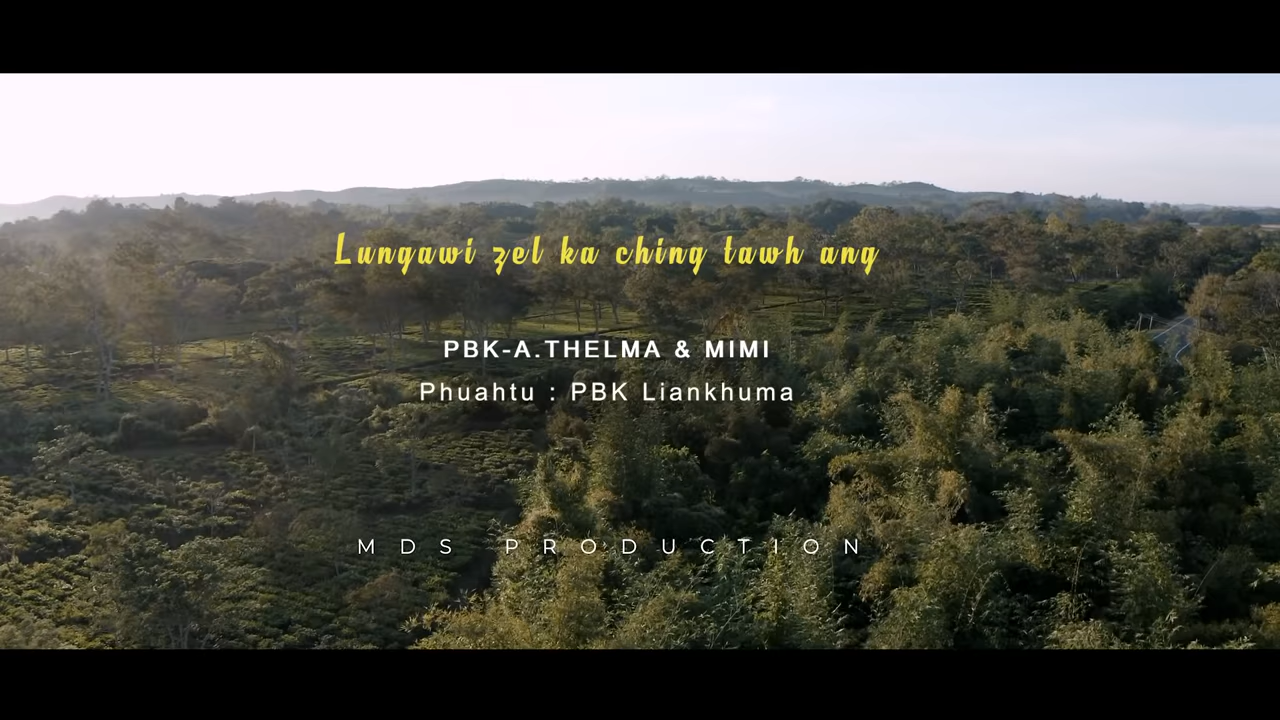 Lungawi zel ka ching tawh ang
PBK-A.THELMA & MIMI
Phuahtu : PBK Liankhuma
MDS PRODUCTION